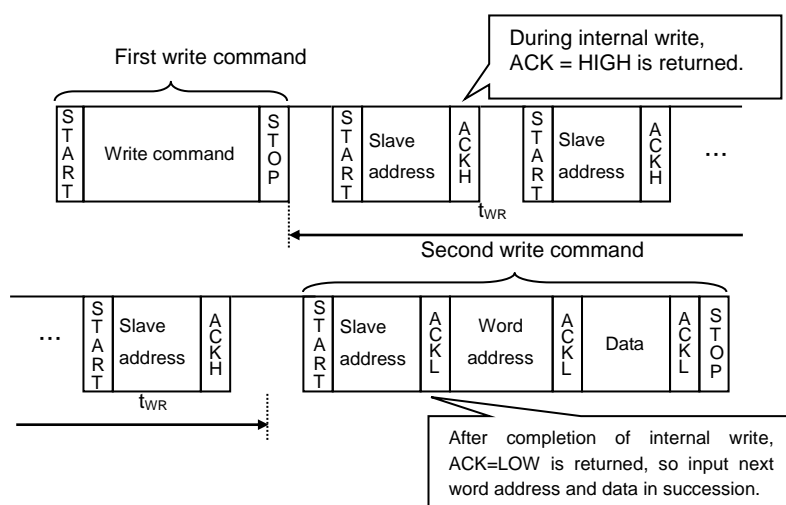 First write command
During internal write,
ACK = HIGH is returned.
START
Write command
STOP
START
Slave
address
ACKH
START
Slave
address
ACKH
...
tWR
Second write command
...
START
Slave
address
ACKH
START
Slave
address
ACKL
Word
address
ACKL
Data
ACKL
STOP
tWR
After completion of internal write,
ACK=LOW is returned, so input next
word address and data in succession.